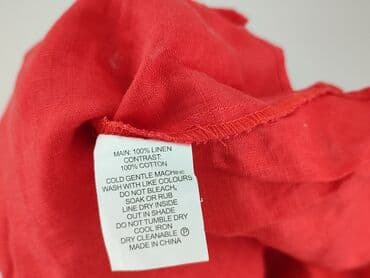 MAIN: 100% LINEN
CONTRAST:
100% COTTON
COLD GENTLE MACHINE
WASH WITH LIKE COLOURS
DO NOT BLEACH,
SOAK OR RUB
LINE DRY INSIDE
OUT IN SHADE
DO NOT TUMBLE DRY
COOL IRON
DRY CLEANABLE Ⓟ
MADE IN CHINA